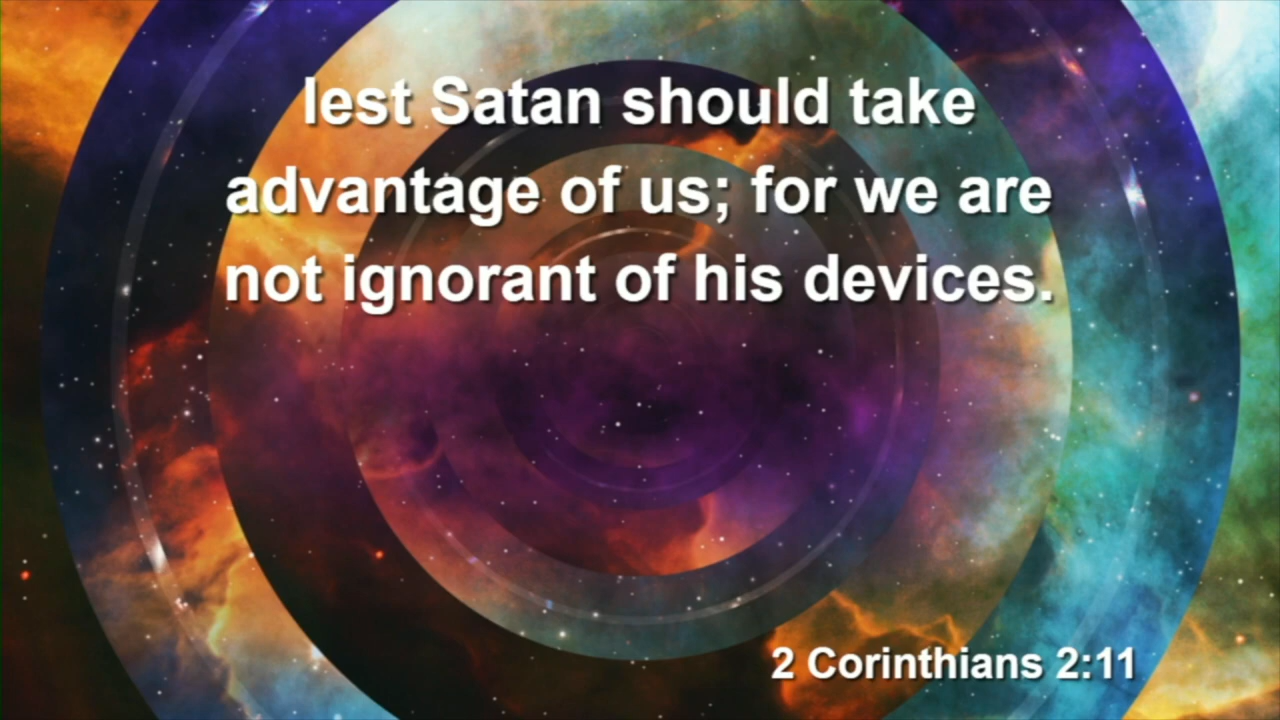 lest Satan should take
advantage of us; for we are
not ignorant of his devices.
2 Corinthians 2:11